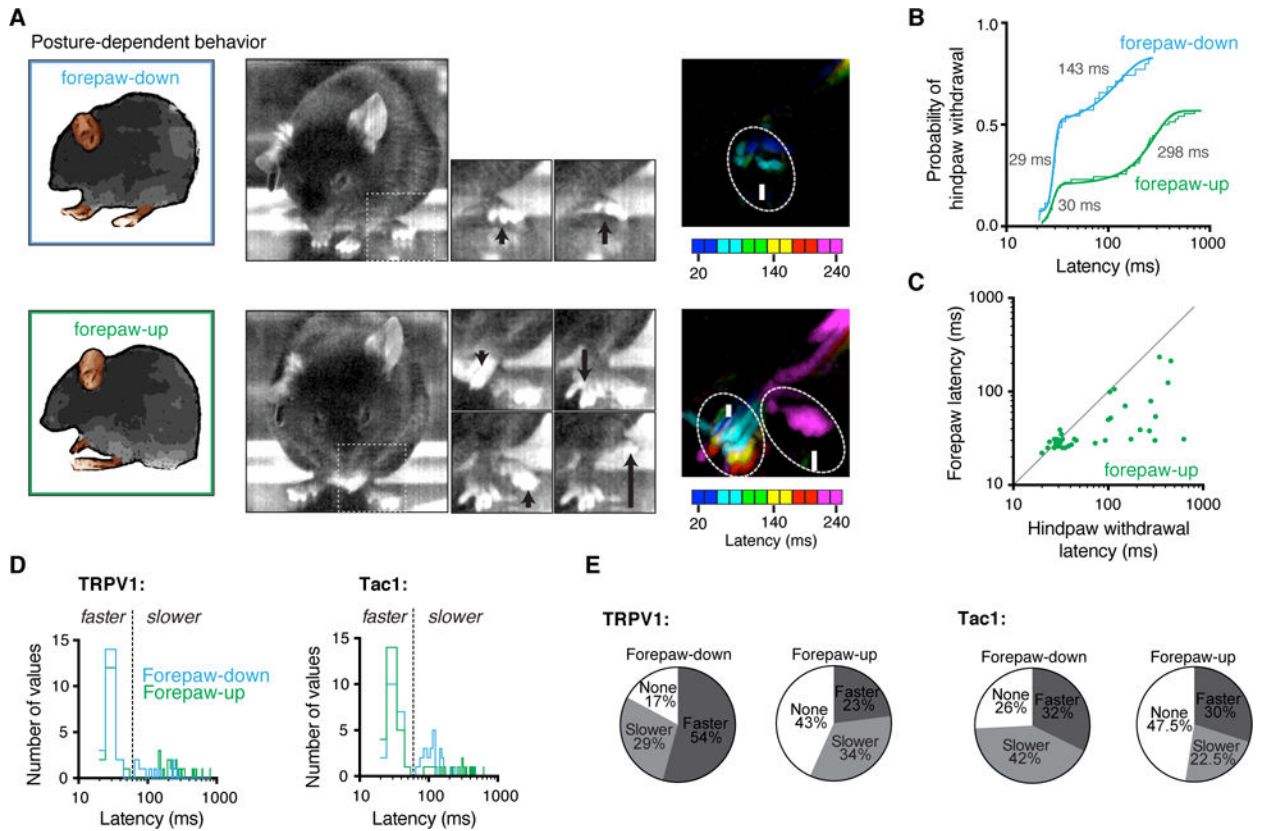 A
Posture-dependent behavior
forepaw-down
20 140 240
forepaw-up
20 140 240
Latency (ms)
B
Probability of
hindpaw withdrawal
1.0
0.5
0.0
forepaw-down
143 ms
29 ms
298 ms
30 ms
forepaw-up
10 100 1000
Latency (ms)
C
Forepaw latency (ms)
1000
100
10
forepaw-up
10 100 1000
Hindpaw withdrawal
latency (ms)
D
TRPV1:
faster slower
Number of values
15
10
5
0
Forepaw-down
Forepaw-up
10 100 1000
Latency (ms)
Tac1:
faster slower
Number of values
15
10
5
0
10 100 1000
Latency (ms)
E
TRPV1:
Forepaw-down
None
17%
Slower
29%
Faster
54%
Forepaw-up
None
43%
Faster
23%
Slower
34%
Tac1:
Forepaw-down
None
26%
Faster
32%
Slower
42%
Forepaw-up
None
47.5%
Faster
30%
Slower
22.5%